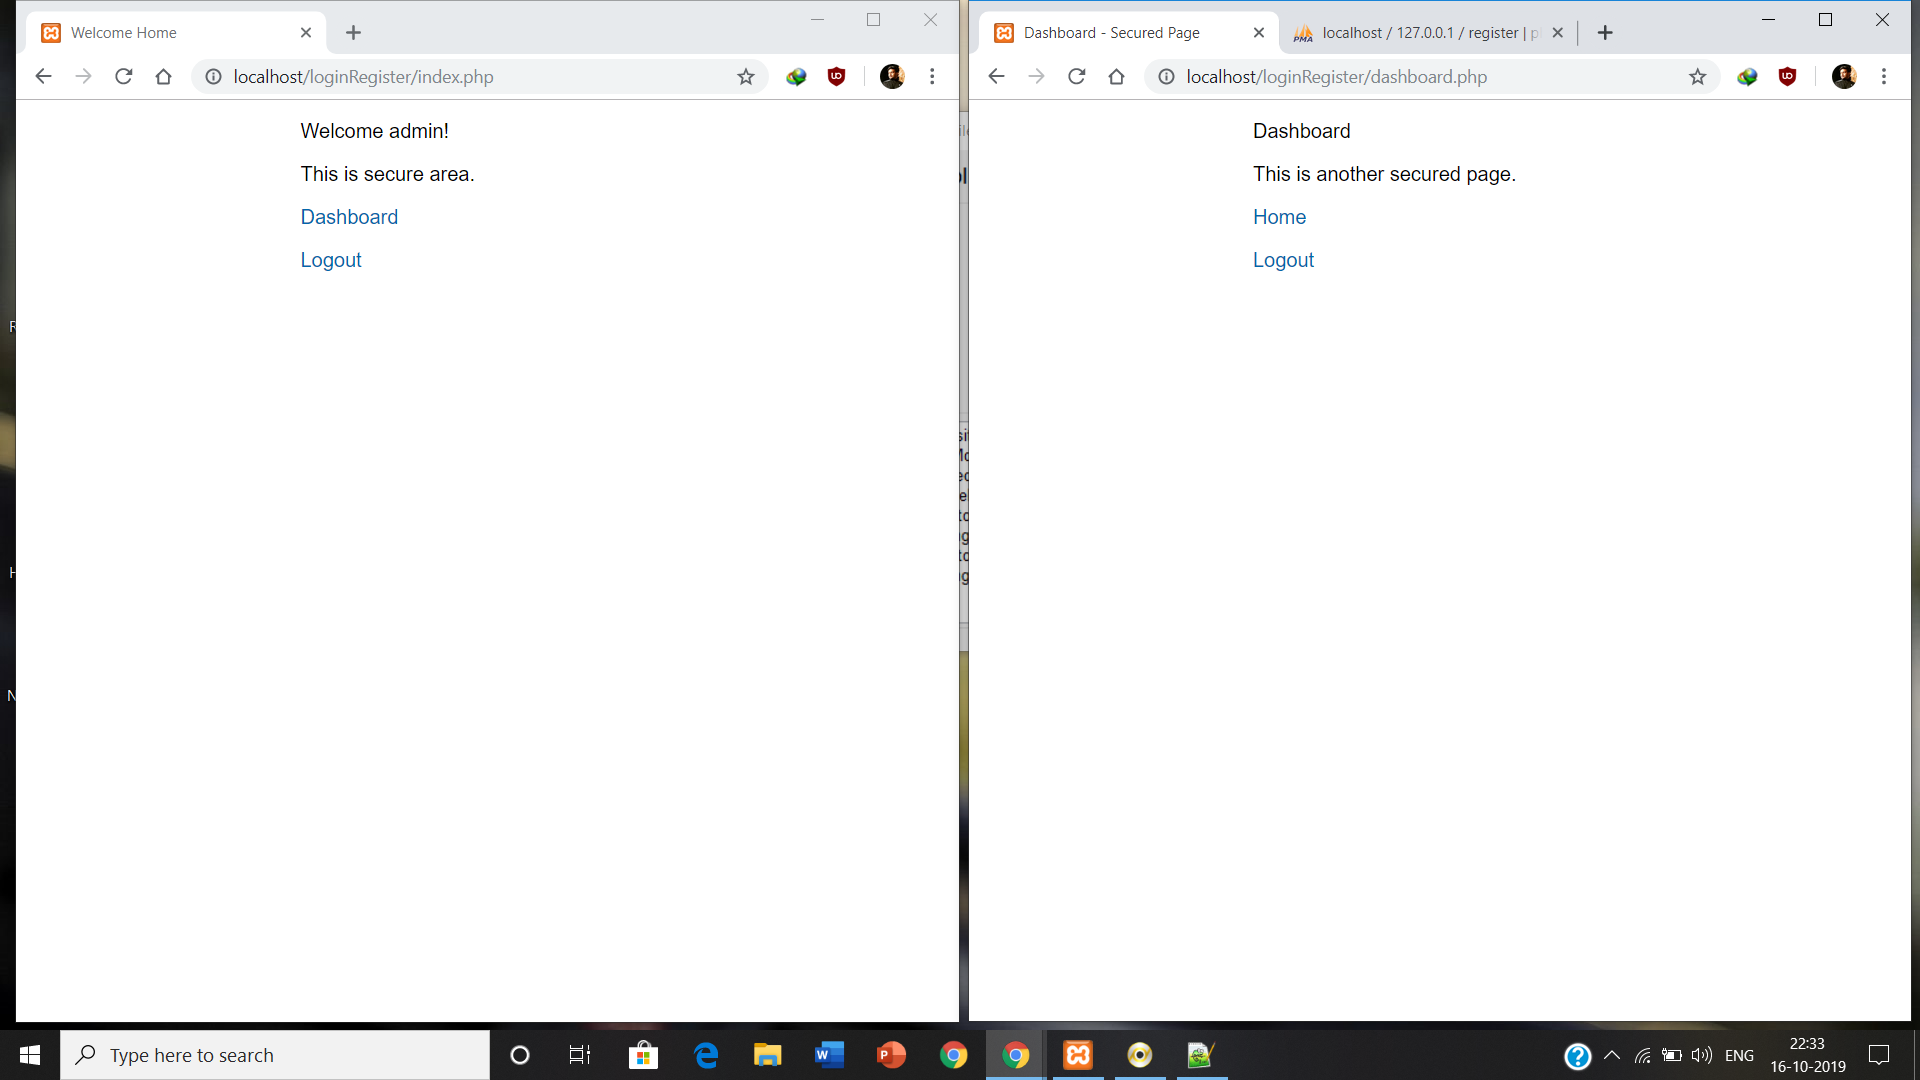 Welcome Home
localhost/loginRegister/index.php
Welcome admin!
This is secure area.
Dashboard
Logout
Dashboard - Secured Page
localhost / 127.0.0.1 / register |
PMA
localhost/loginRegister/dashboard.php
Dashboard
This is another secured page.
Home
Logout
Type here to search
ENG
22:33
16-10-2019